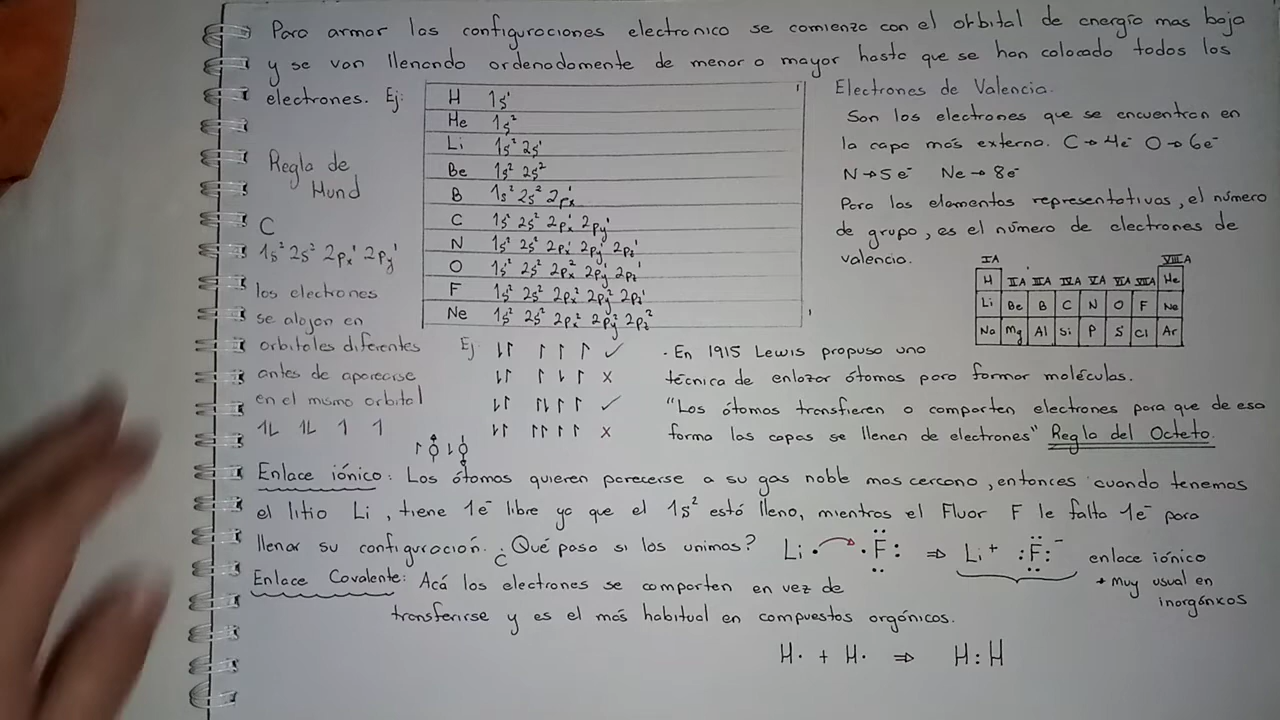 Para armar las configuraciones electronica se comienza con el orbital de energía mas baja
y se van llenando ordenadamente de menor a mayor hasta que se han colocado todos los
electrones. Ej:
H 1s¹
He 1s²
Li 1s² 2s¹
Be 1s² 2s²
B 1s² 2s² 2px¹
C 1s² 2s² 2px¹ 2py¹
N 1s² 2s² 2px¹ 2py¹ 2pz¹
O 1s² 2s² 2px² 2py¹ 2pz¹
F 1s² 2s² 2px² 2py² 2pz¹
Ne 1s² 2s² 2px² 2py² 2pz²
Electrones de Valencia.
Son los electrones que se encuentran en
la capa más externa. C→4e⁻ O→6e⁻
N→5e⁻ Ne→8e⁻
Para los elementos representativos, el número
de grupo, es el número de electrones de
valencia.
IA VIIIA
H IIA IIIA IVA VA VIA VIIA He
Li Be B C N O F Ne
Na Mg Al Si P S Cl Ar
Regla de
Hund
C
1s² 2s² 2px¹ 2py¹
los electrones
se alojan en
orbitales diferentes
antes de aparearse
en el mismo orbital
1L 1L 1 1
Ej ⇃↾ ↾ ↾ ↾ ✓
⇃↾ ↾ ⇃ ↾ x
⇃↾ ↾⇃ ↾ ↾ ✓
⇃↾ ↾↾ ↾ ↾ x
· En 1915 Lewis propuso una
técnica de enlazar átomos para formar moléculas.
"Los átomos transfieren o comparten electrones para que de esa
forma las capas se llenen de electrones" Regla del Octeto.
Enlace iónico: Los átomos quieren parecerse a su gas noble mas cercano, entonces cuando tenemos
el litio Li, tiene 1e⁻ libre ya que el 1s² está lleno, mientras el Fluor F le falta 1e⁻ para
llenar su configuración. ¿Qué pasa si los unimos? Li· ·F: ⇒ Li⁺ :F:⁻ enlace iónico
* Muy usual en
inorgánicos
Enlace Covalente: Acá los electrones se comparten en vez de
transferirse y es el más habitual en compuestos orgánicos.
H· + H· ⇒ H:H